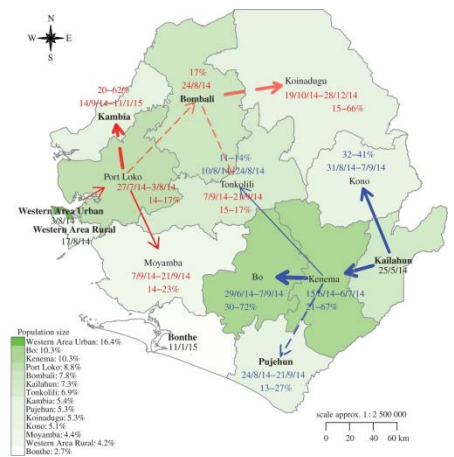 N
W E
S
20–62%
14/9/14–11/1/15
Kambia
17%
24/8/14
Bombali
Koinadugu
19/10/14–28/12/14
15–66%
Port Loko
27/7/14–3/8/14
14–17%
11–14%
10/8/14–24/8/14
Tonkolili
7/9/14–21/9/14
15–17%
32–41%
31/8/14–7/9/14
Kono
Western Area Urban
3/8/14
Western Area Rural
17/8/14
Moyamba
7/9/14–21/9/14
14–23%
Bo
29/6/14–7/9/14
30–72%
Kenema
15/6/14–6/7/14
21–67%
Kailahun
25/5/14
Bonthe
11/1/15
Pujehun
24/8/14–21/9/14
13–27%
Population size
Western Area Urban: 16.4%
Bo: 10.3%
Kenema: 10.3%
Port Loko: 8.8%
Bombali: 7.8%
Kailahun: 7.3%
Tonkolili: 6.9%
Kambia: 5.4%
Pujehun: 5.3%
Koinadugu: 5.3%
Kono: 5.1%
Moyamba: 4.4%
Western Area Rural: 4.2%
Bonthe: 2.7%
scale approx. 1 : 2 500 000
0 20 40 60 km